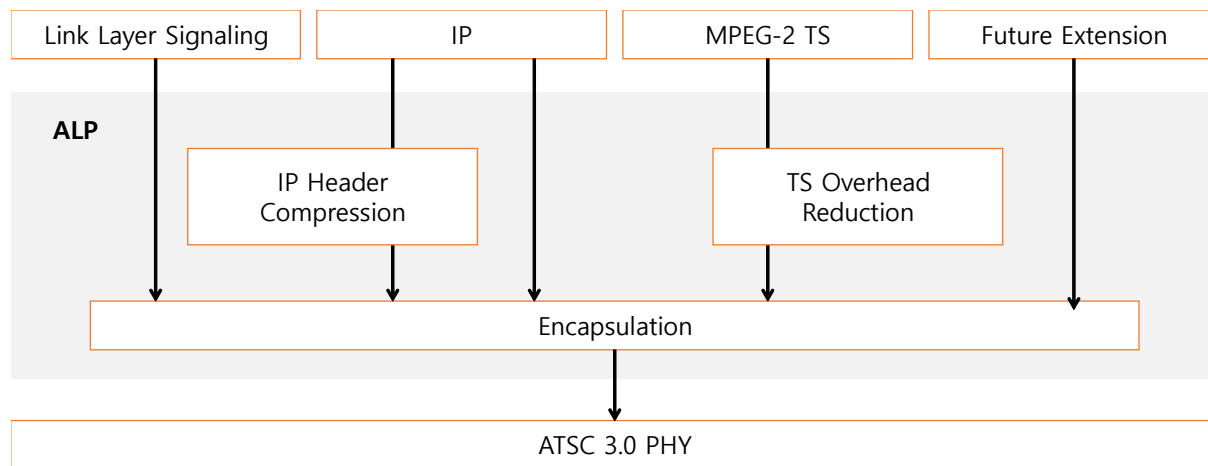 Link Layer Signaling
IP
MPEG-2 TS
Future Extension
ALP
IP Header
Compression
TS Overhead
Reduction
Encapsulation
ATSC 3.0 PHY